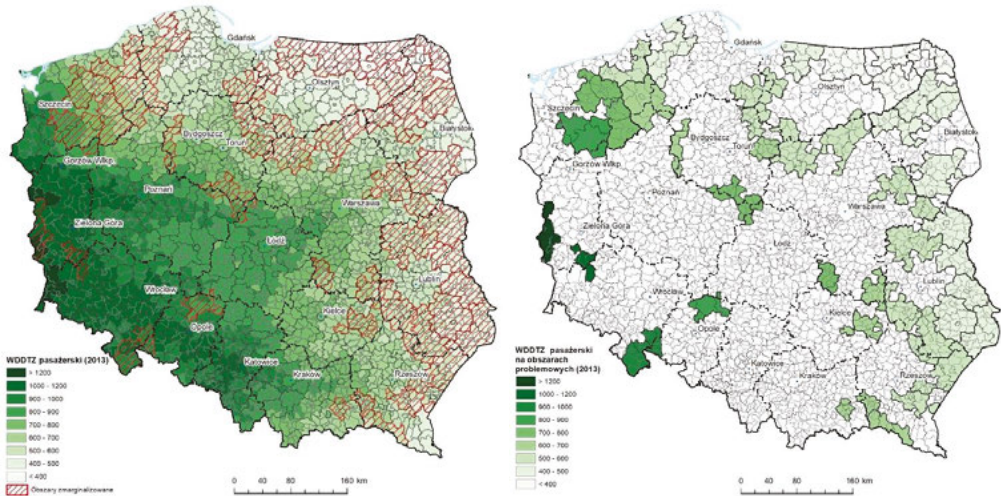 Gdańsk
Olsztyn
Szczecin
Białystok
Bydgoszcz
Toruń
Gorzów Wlkp.
Poznań
Warszawa
Zielona Góra
Łódź
Wrocław
Lublin
Kielce
Opole
Katowice
Kraków
Rzeszów
WDDTZ pasażerski (2013)
> 1200
1000 - 1200
900 - 1000
800 - 900
700 - 800
600 - 700
500 - 600
400 - 500
< 400
Obszary zmarginalizowane
0 40 80 160 km
Gdańsk
Olsztyn
Szczecin
Białystok
Bydgoszcz
Toruń
Gorzów Wlkp.
Poznań
Warszawa
Zielona Góra
Łódź
Wrocław
Lublin
Kielce
Opole
Katowice
Kraków
Rzeszów
WDDTZ pasażerski
na obszarach
problemowych (2013)
> 1200
1000 - 1200
900 - 1000
800 - 900
700 - 800
600 - 700
500 - 600
400 - 500
< 400
0 40 80 160 km